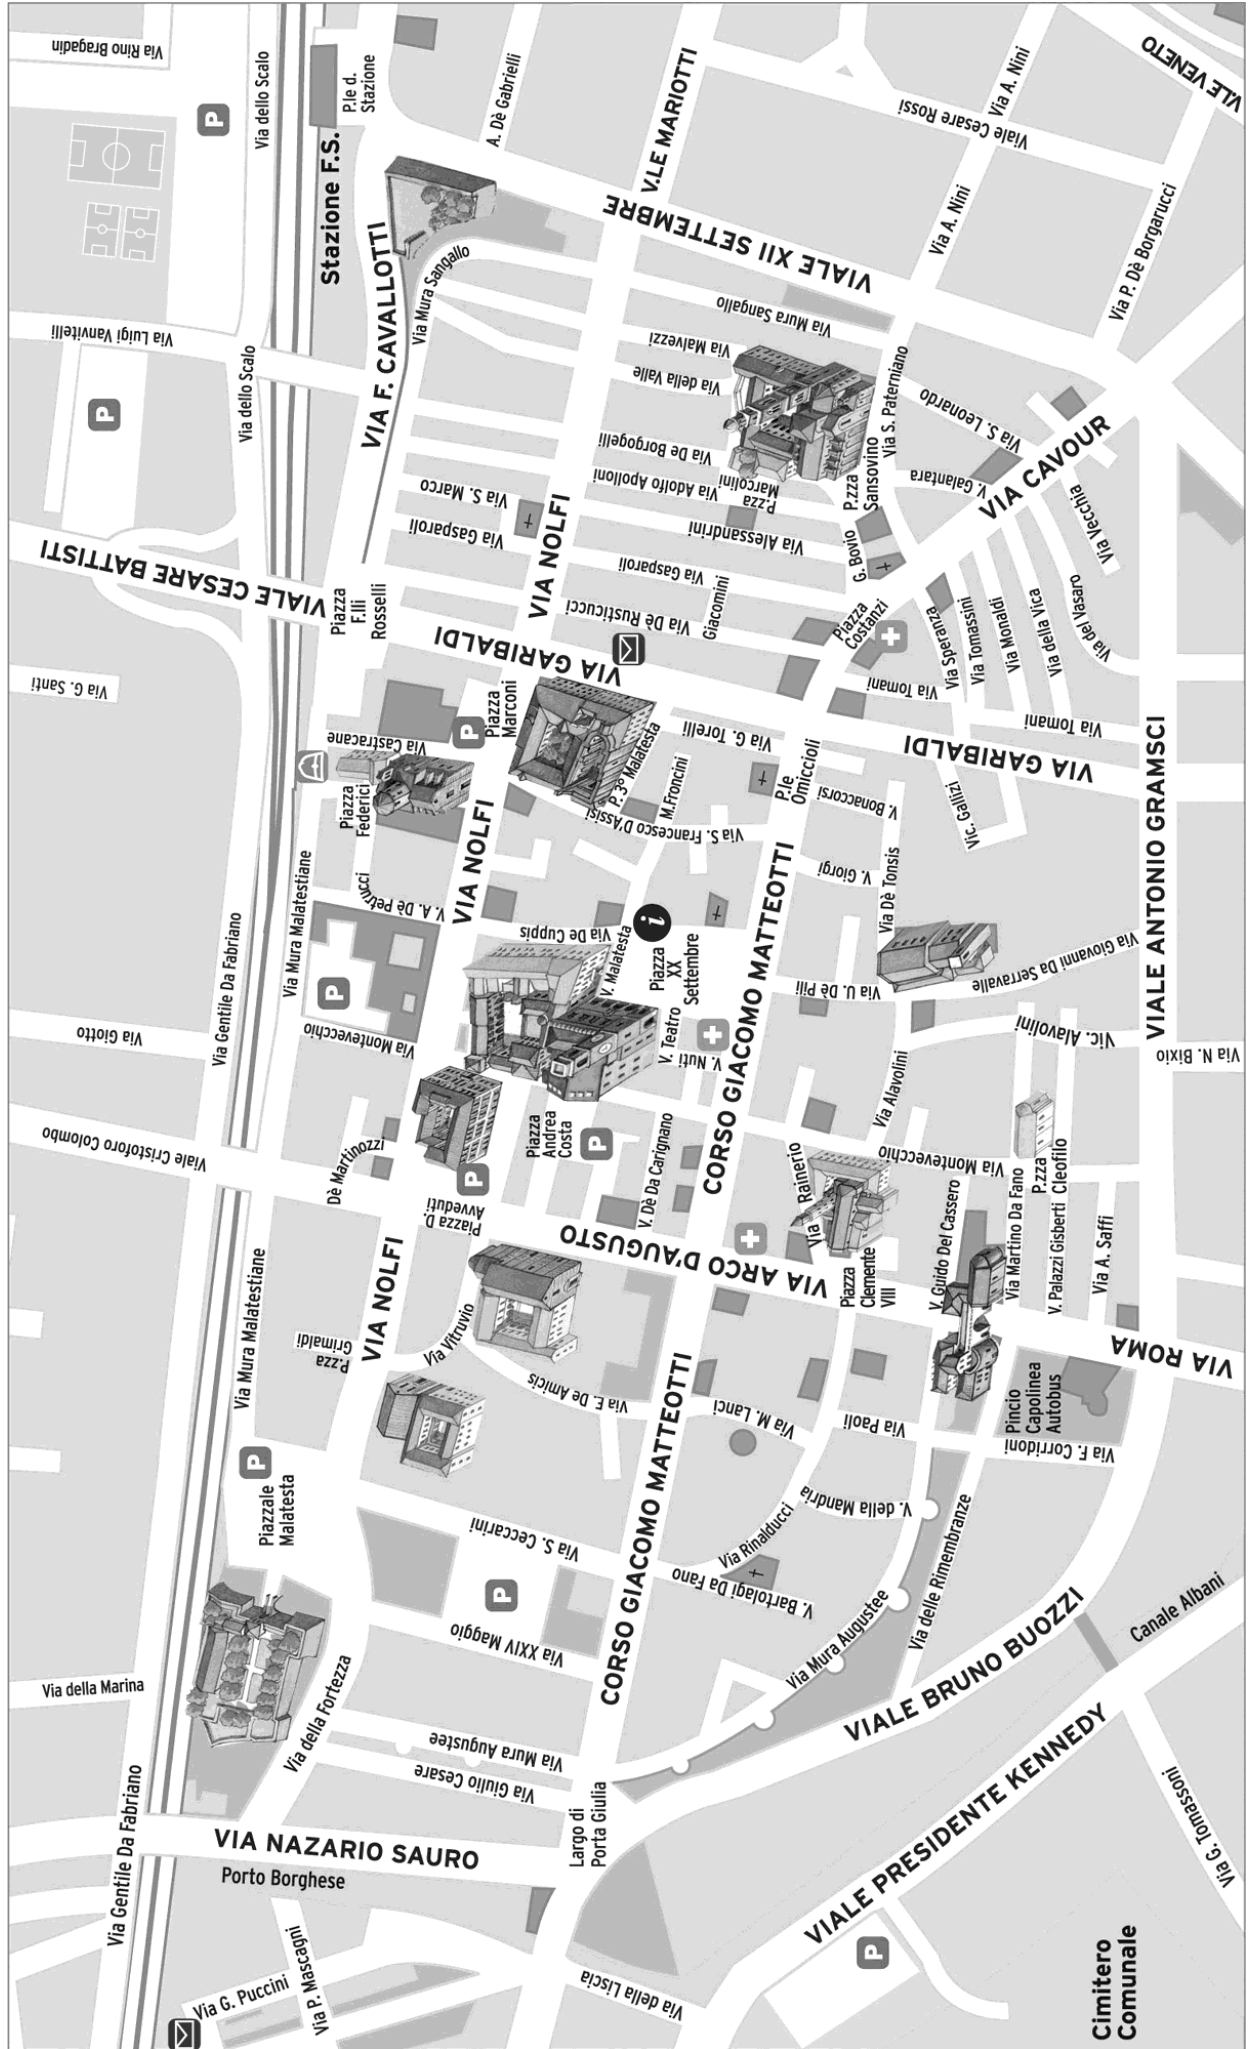 Via Rino Bragadin
Via dello Scalo
P.le d.
Stazione
Stazione F.S.
A. Dè Gabrielli
V.LE MARIOTTI
Viale Cesare Rossi
Via A. Nini
V.LE VENETO
P
VIALE XII SETTEMBRE
Via A. Nini
Via P. Dè Borgarucci
Via Luigi Vanvitelli
Via dello Scalo
VIA F. CAVALLOTTI
Via Mura Sangallo
Via Mura Sangallo
Via Malvezzi
Via della Valle
Via S. Paterniano
Via S. Leonardo
P
Via De Borgogelli
Via Adolfo Apolloni
P.zza
Marcolini
P.zza
Sansovino
V. Galantara
VIA CAVOUR
Via S. Marco
Via Gasparoli
VIA NOLFI
Via Alessandrini
G. Bovio
Via Vecchia
VIALE CESARE BATTISTI
Piazza
F.lli
Rosselli
Via Gasparoli
Via Dè Rusticucci
Giacomini
Piazza
Costanzi
Via Speranza
Via Tomassini
Via Monaldi
Via della Vica
Via del Vasaro
VIA GARIBALDI
Via G. Santi
Via Castracane
P
Piazza
Marconi
Via G. Torelli
Via Tomani
Via Tomani
VIA GARIBALDI
VIALE ANTONIO GRAMSCI
Piazza
Federici
P. 3° Malatesta
M.Froncini
P.le
Omiccioli
V. Bonaccorsi
Vic. Gallizi
Via Mura Malatestiane
V. A. Dè Petrucci
VIA NOLFI
Via S. Francesco D'Assisi
V. Giorgi
Via Dè Tonsis
Via Gentile Da Fabriano
Via De Cuppis
V. Malatesta
i
Piazza
XX
Settembre
CORSO GIACOMO MATTEOTTI
Via U. Dè Pili
Via Giovanni Da Serravalle
P
Via Giotto
Via Montevecchio
V. Teatro
V. Nuti
Via Alavolini
Vic. Alavolini
Via N. Bixio
Viale Cristoforo Colombo
Dè Martinozzi
Piazza
Andrea
Costa
P
V. Dè Da Carignano
Via Rainerio
Via Montevecchio
P.zza
Cleofilo
P
Piazza D.
Avveduti
VIA ARCO D'AUGUSTO
Piazza
Clemente
VIII
V. Guido Del Cassero
Via Martino Da Fano
V. Palazzi Gisberti
Via A. Saffi
Via Mura Malatestiane
P.zza
Grimaldi
VIA NOLFI
Via Vitruvio
VIA ROMA
Via E. De Amicis
CORSO GIACOMO MATTEOTTI
Via M. Lanci
Via Paoli
Pincio
Capolinea
Autobus
Via F. Corridoni
P
Piazzale
Malatesta
Via S. Ceccarini
Via Rinalducci
V. della Mandria
V. Bartolagi Da Fano
Via delle Rimembranze
P
Via XXIV Maggio
Via Mura Augustee
VIALE BRUNO BUOZZI
Canale Albani
Via della Marina
Via della Fortezza
Via Mura Augustee
Via Giulio Cesare
Via Gentile Da Fabriano
VIA NAZARIO SAURO
Porto Borghese
Largo di
Porta Giulia
VIALE PRESIDENTE KENNEDY
Via G. Tomassoni
Via G. Puccini
Via P. Mascagni
Via della Liscia
P
Cimitero
Comunale